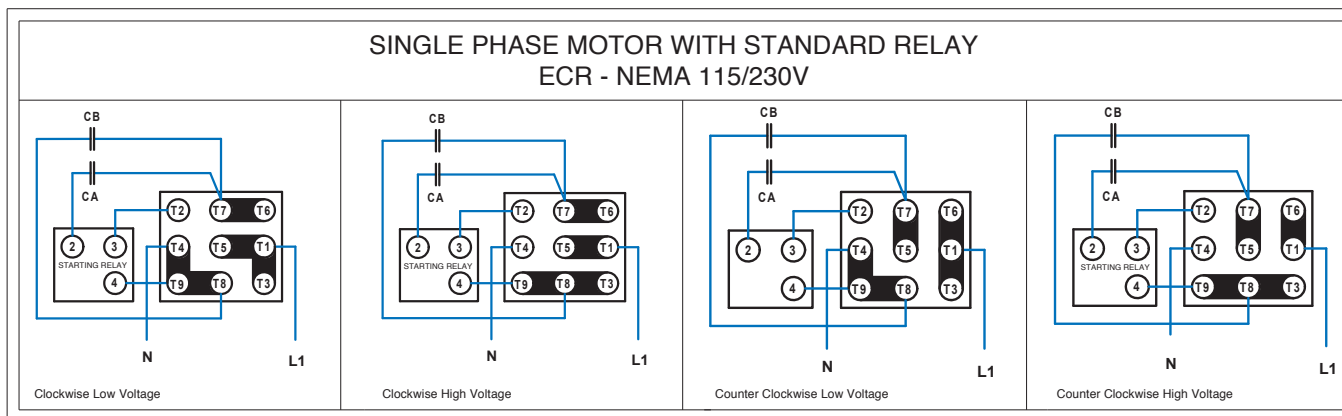 SINGLE PHASE MOTOR WITH STANDARD RELAY
ECR - NEMA 115/230V
CB
CA
T2 T7 T6
2 3 T4 T5 T1
STARTING RELAY
4 T9 T8 T3
N L1
Clockwise Low Voltage
CB
CA
T2 T7 T6
2 3 T4 T5 T1
STARTING RELAY
4 T9 T8 T3
N L1
Clockwise High Voltage
CB
CA
T2 T7 T6
2 3 T4 T5 T1
4 T9 T8 T3
N L1
Counter Clockwise Low Voltage
CB
CA
T2 T7 T6
2 3 T4 T5 T1
STARTING RELAY
4 T9 T8 T3
N L1
Counter Clockwise High Voltage